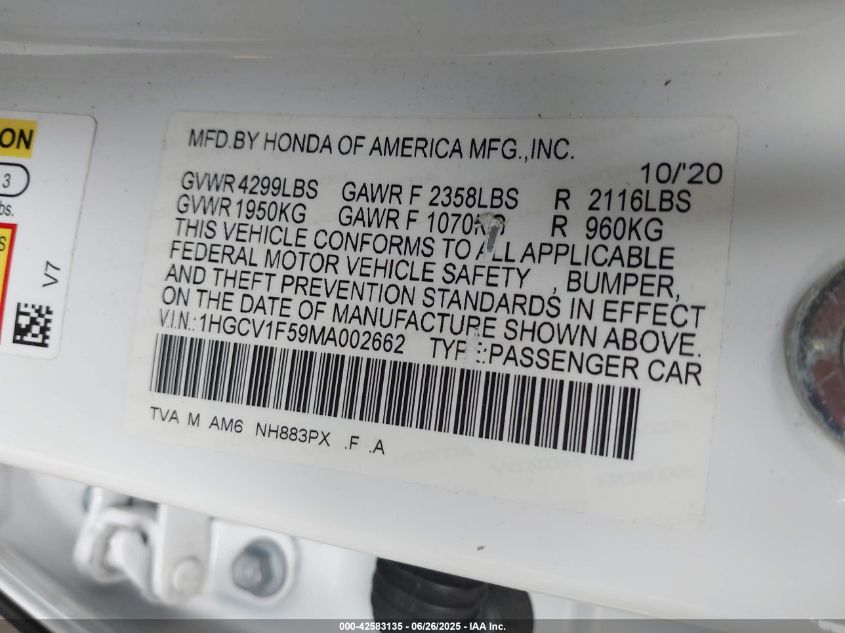 ON
3
bs.
S
V7
MFD.BY HONDA OF AMERICA MFG.,INC.
10/'20
GVWR 4299LBS GAWR F 2358LBS R 2116LBS
GVWR 1950KG GAWR F 1070KG R 960KG
THIS VEHICLE CONFORMS TO ALL APPLICABLE
FEDERAL MOTOR VEHICLE SAFETY , BUMPER,
AND THEFT PREVENTION STANDARDS IN EFFECT
ON THE DATE OF MANUFACTURE SHOWN ABOVE.
V.I.N.:1HGCV1F59MA002662 TYPE:PASSENGER CAR
TVA M AM6 NH883PX .F .A
000-42583135 - 06/26/2025 - IAA Inc.